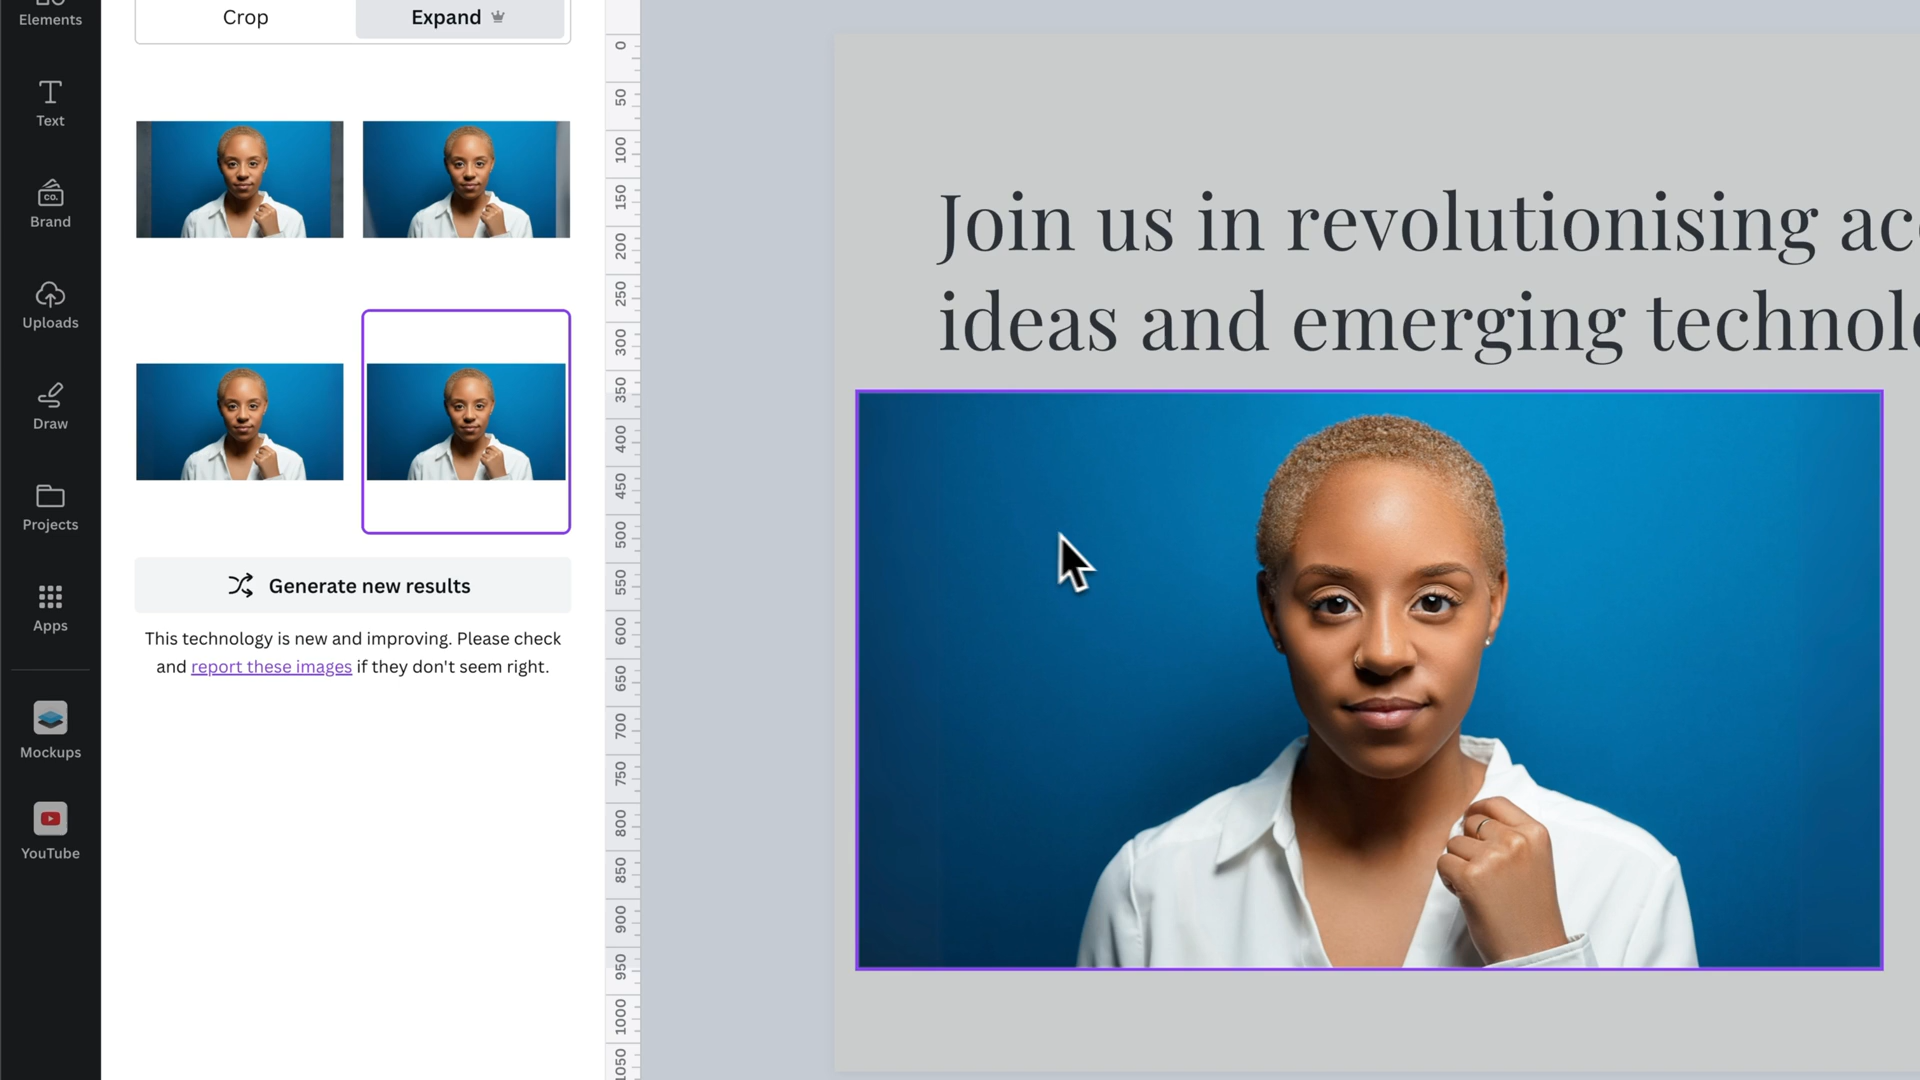 Elements
Text
Brand
CO.
Uploads
Draw
Projects
Apps
Mockups
YouTube
Crop
Expand
Generate new results
This technology is new and improving. Please check
and report these images if they don't seem right.
0
50
100
150
200
250
300
350
400
450
500
550
600
650
700
750
800
850
900
950
1000
1050
Join us in revolutionising
ideas and emerging